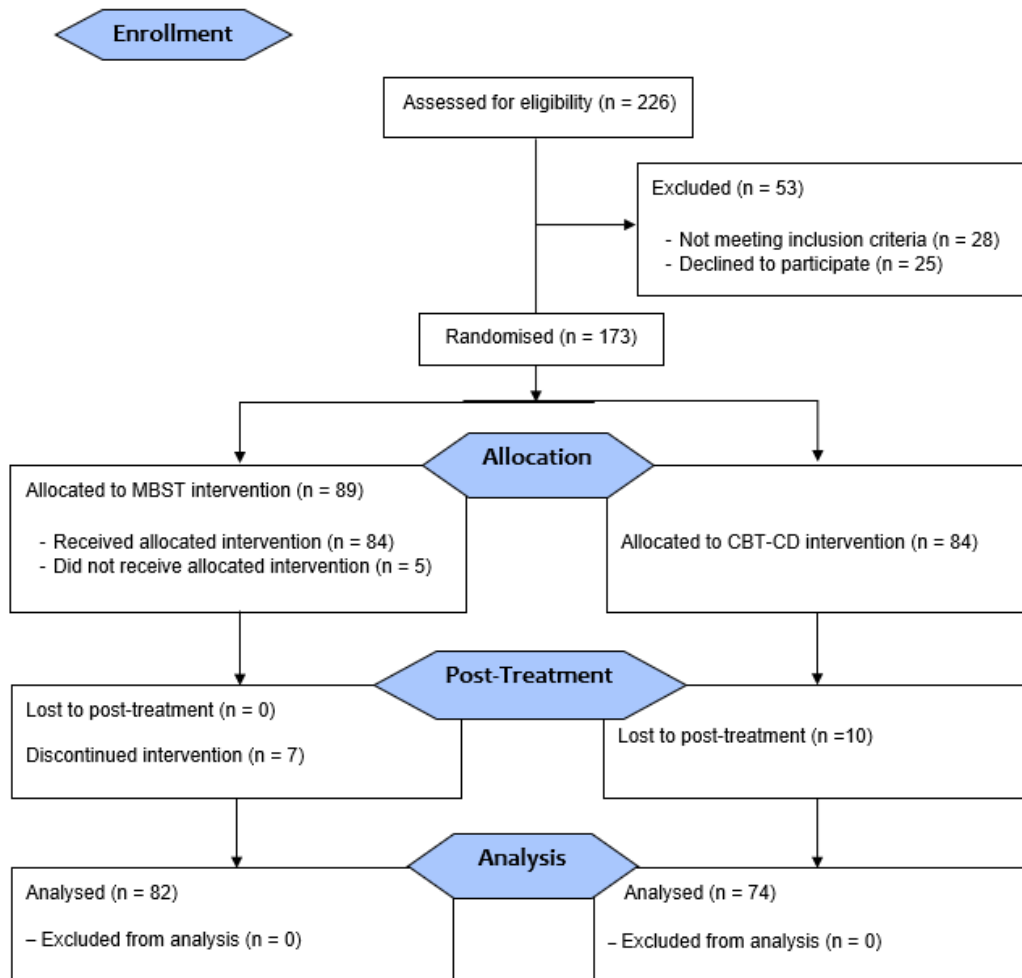 Enrollment
Assessed for eligibility (n = 226)
Excluded (n = 53)
- Not meeting inclusion criteria (n = 28)
- Declined to participate (n = 25)
Randomised (n = 173)
Allocation
Allocated to MBST intervention (n = 89)
- Received allocated intervention (n = 84)
- Did not receive allocated intervention (n = 5)
Allocated to CBT-CD intervention (n = 84)
Post-Treatment
Lost to post-treatment (n = 0)
Discontinued intervention (n = 7)
Lost to post-treatment (n =10)
Analysis
Analysed (n = 82)
– Excluded from analysis (n = 0)
Analysed (n = 74)
– Excluded from analysis (n = 0)